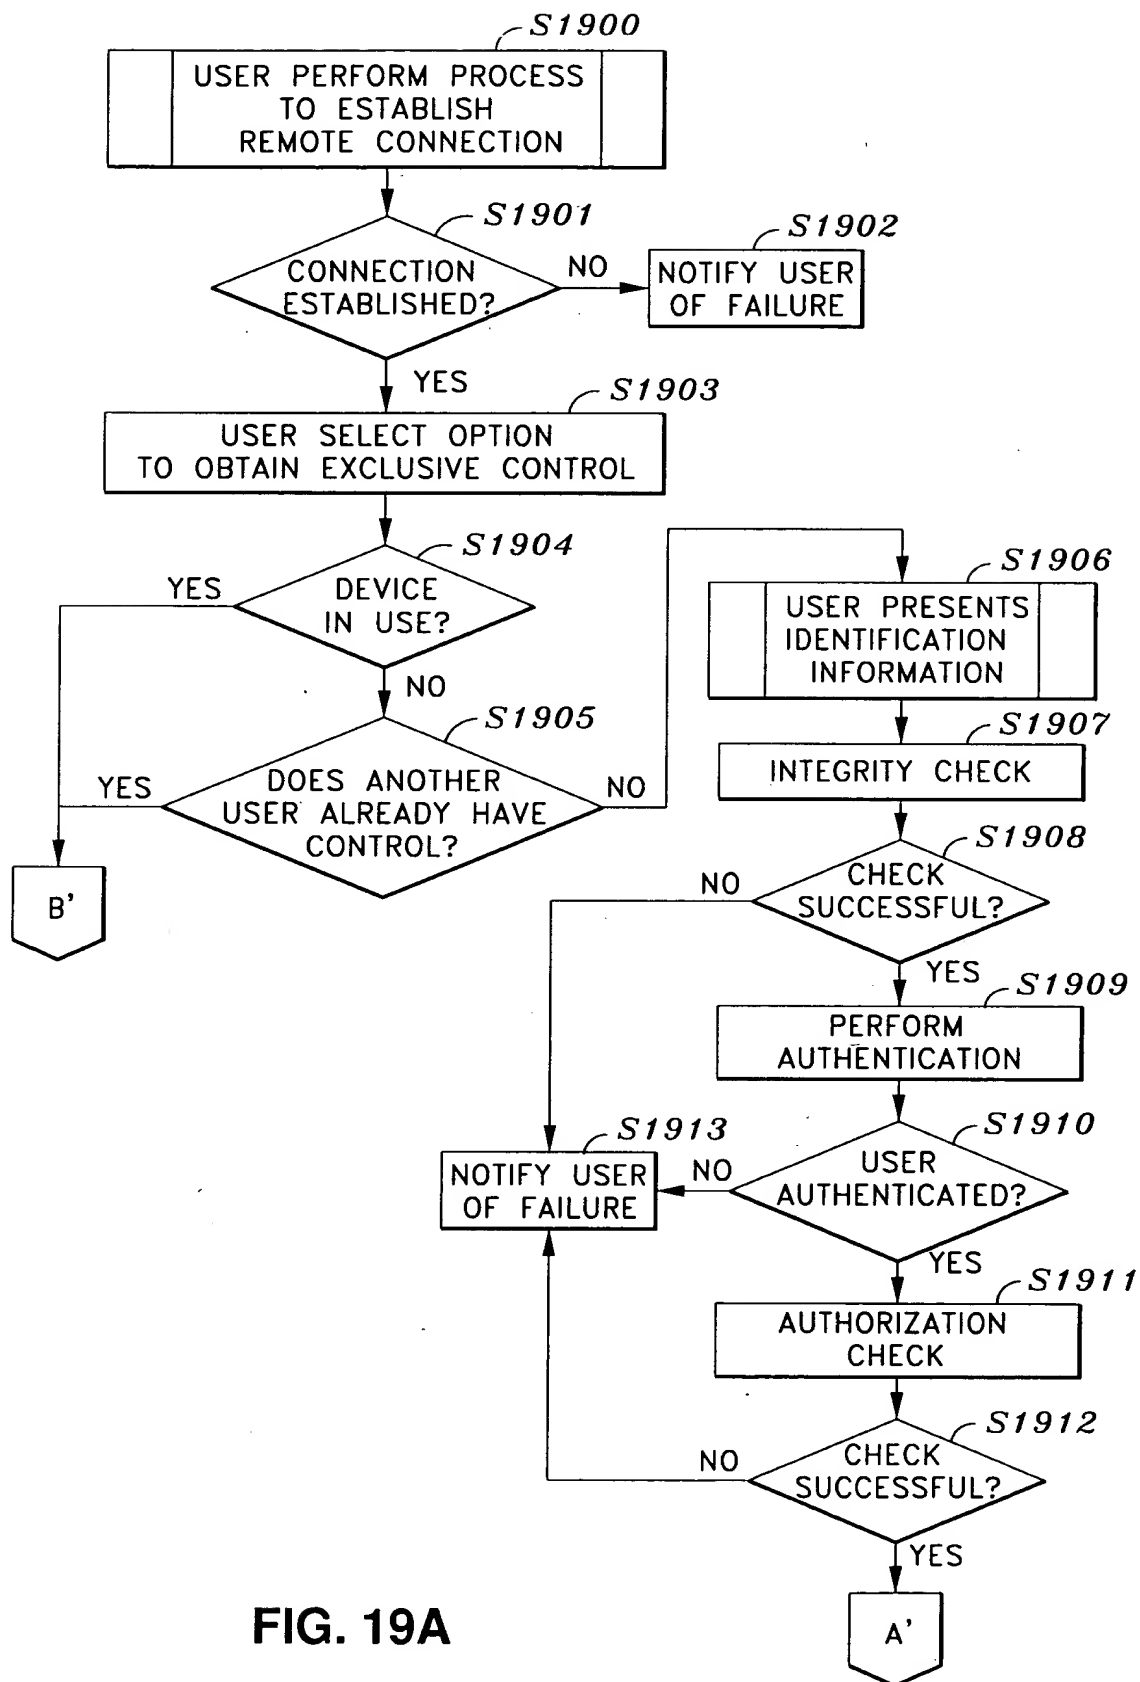 S1900
USER PERFORM PROCESS
TO ESTABLISH
REMOTE CONNECTION
S1901
CONNECTION
ESTABLISHED?
NO
S1902
NOTIFY USER
OF FAILURE
YES
S1903
USER SELECT OPTION
TO OBTAIN EXCLUSIVE CONTROL
S1904
DEVICE
IN USE?
YES
NO
S1905
DOES ANOTHER
USER ALREADY HAVE
CONTROL?
YES
NO
B'
S1906
USER PRESENTS
IDENTIFICATION
INFORMATION
S1907
INTEGRITY CHECK
S1908
CHECK
SUCCESSFUL?
NO
YES
S1909
PERFORM
AUTHENTICATION
S1910
USER
AUTHENTICATED?
NO
S1913
NOTIFY USER
OF FAILURE
YES
S1911
AUTHORIZATION
CHECK
S1912
CHECK
SUCCESSFUL?
NO
YES
A'
FIG. 19A